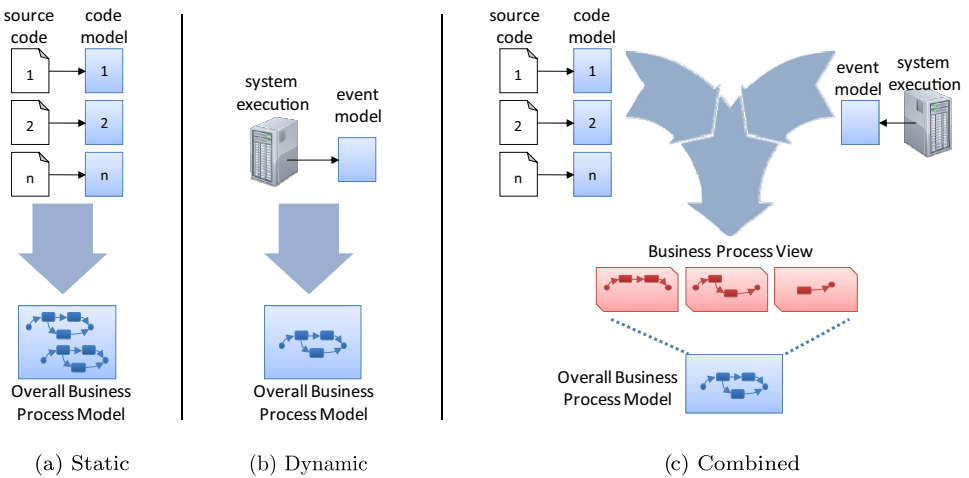 source code
code model
1
1
2
2
n
n
Overall Business
Process Model
(a) Static
system
execution
event
model
Overall Business
Process Model
(b) Dynamic
source
code
code
model
1
1
2
2
n
n
event
model
system
execution
Business Process View
Overall Business
Process Model
(c) Combined